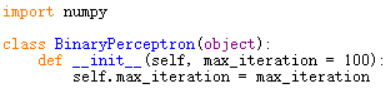 import numpy
class BinaryPerceptron(object):
    def __init__(self, max_iteration = 100):
        self.max_iteration = max_iteration